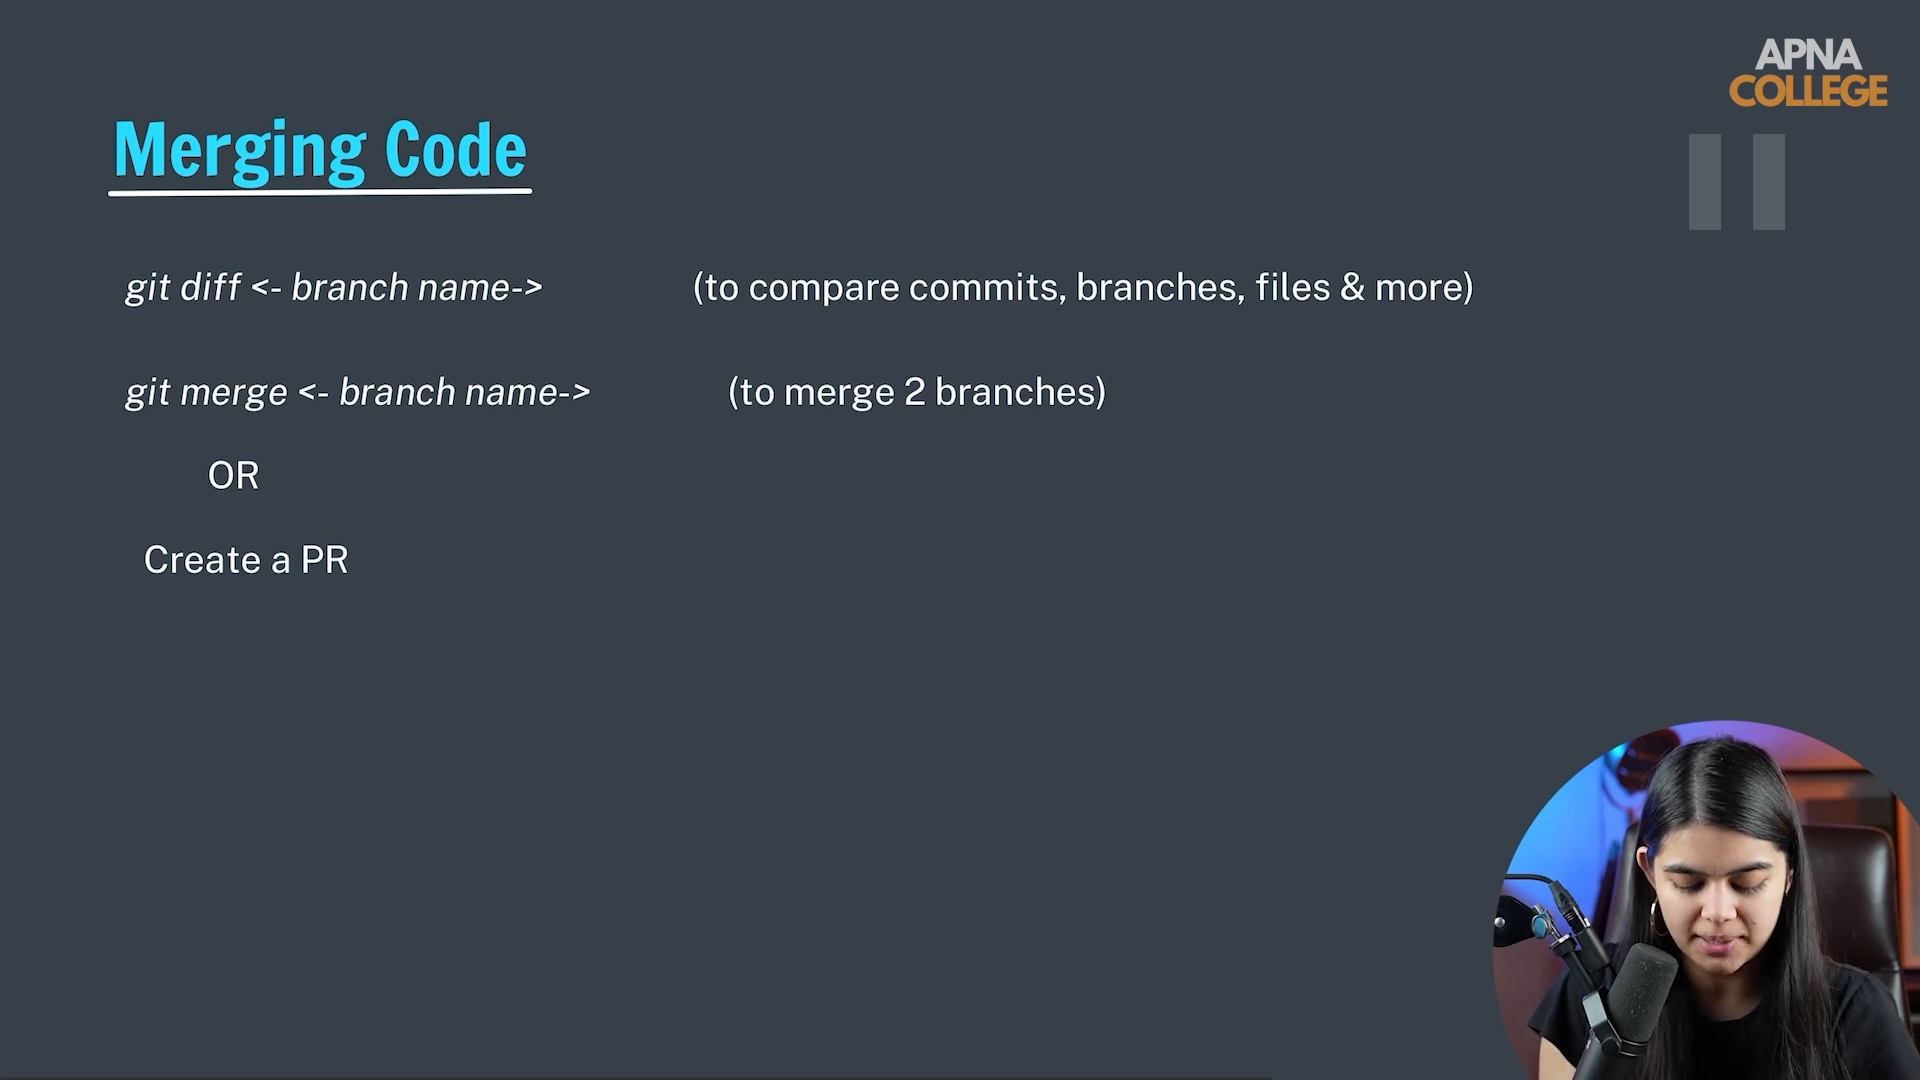 APNA
COLLEGE
Merging Code
git diff <- branch name-> (to compare commits, branches, files & more)
git merge <- branch name-> (to merge 2 branches)
OR
Create a PR